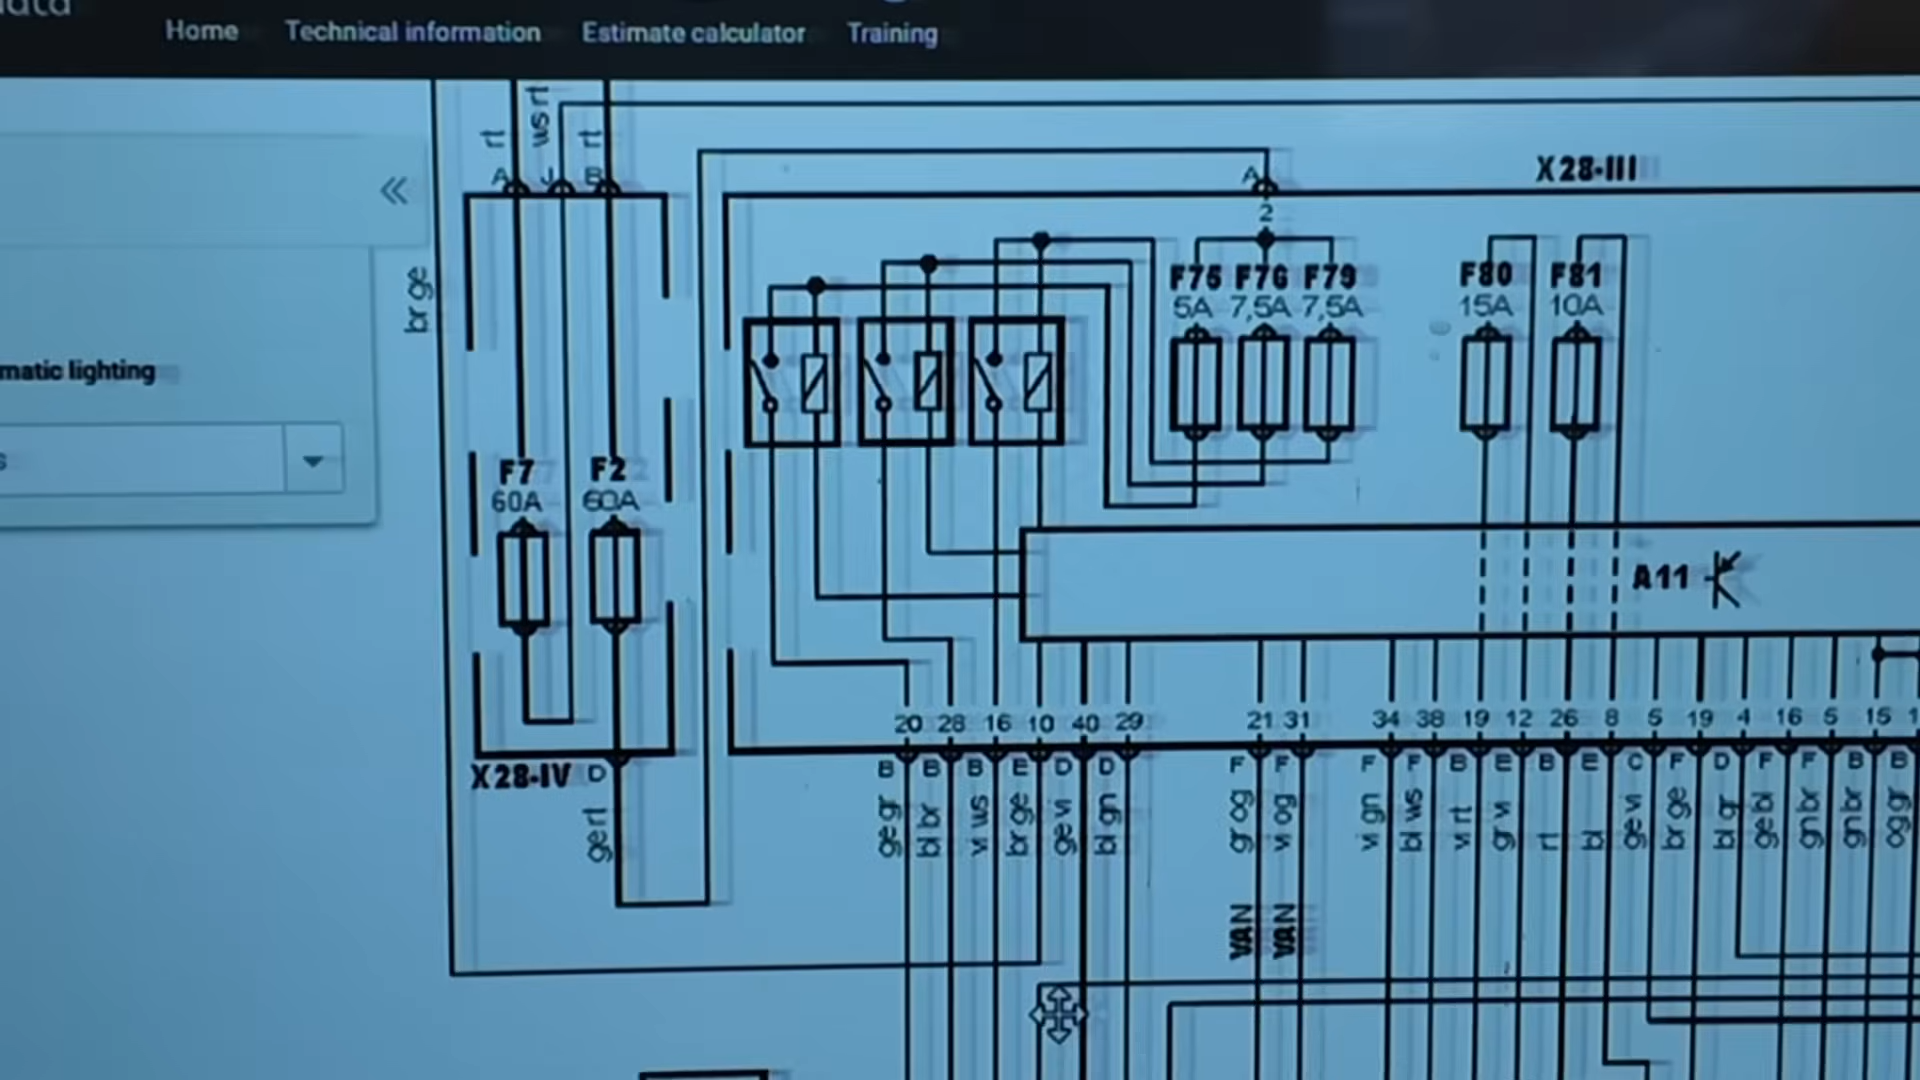 Home Technical information Estimate calculator Training
rt ws rt rt
A J B
A
X28-III
2
br ge
F75 F76 F79 F80 F81
5A 7,5A 7,5A 15A 10A
matic lighting
F7 F2
60A 60A
A11
20 28 16 10 40 29 21 31 34 38 19 12 26 8 5 19 4 16 5 15
X28-IV D
B B B E D D F F F F B E B E C F D F F B B
ge rt
ge gr bl br vi ws br ge ge vi bl gn gr og vi og vi gn bl ws vi rt gr vi rt bl ge vi br ge bl gr ge bl gn br gn br og gr
VAN VAN